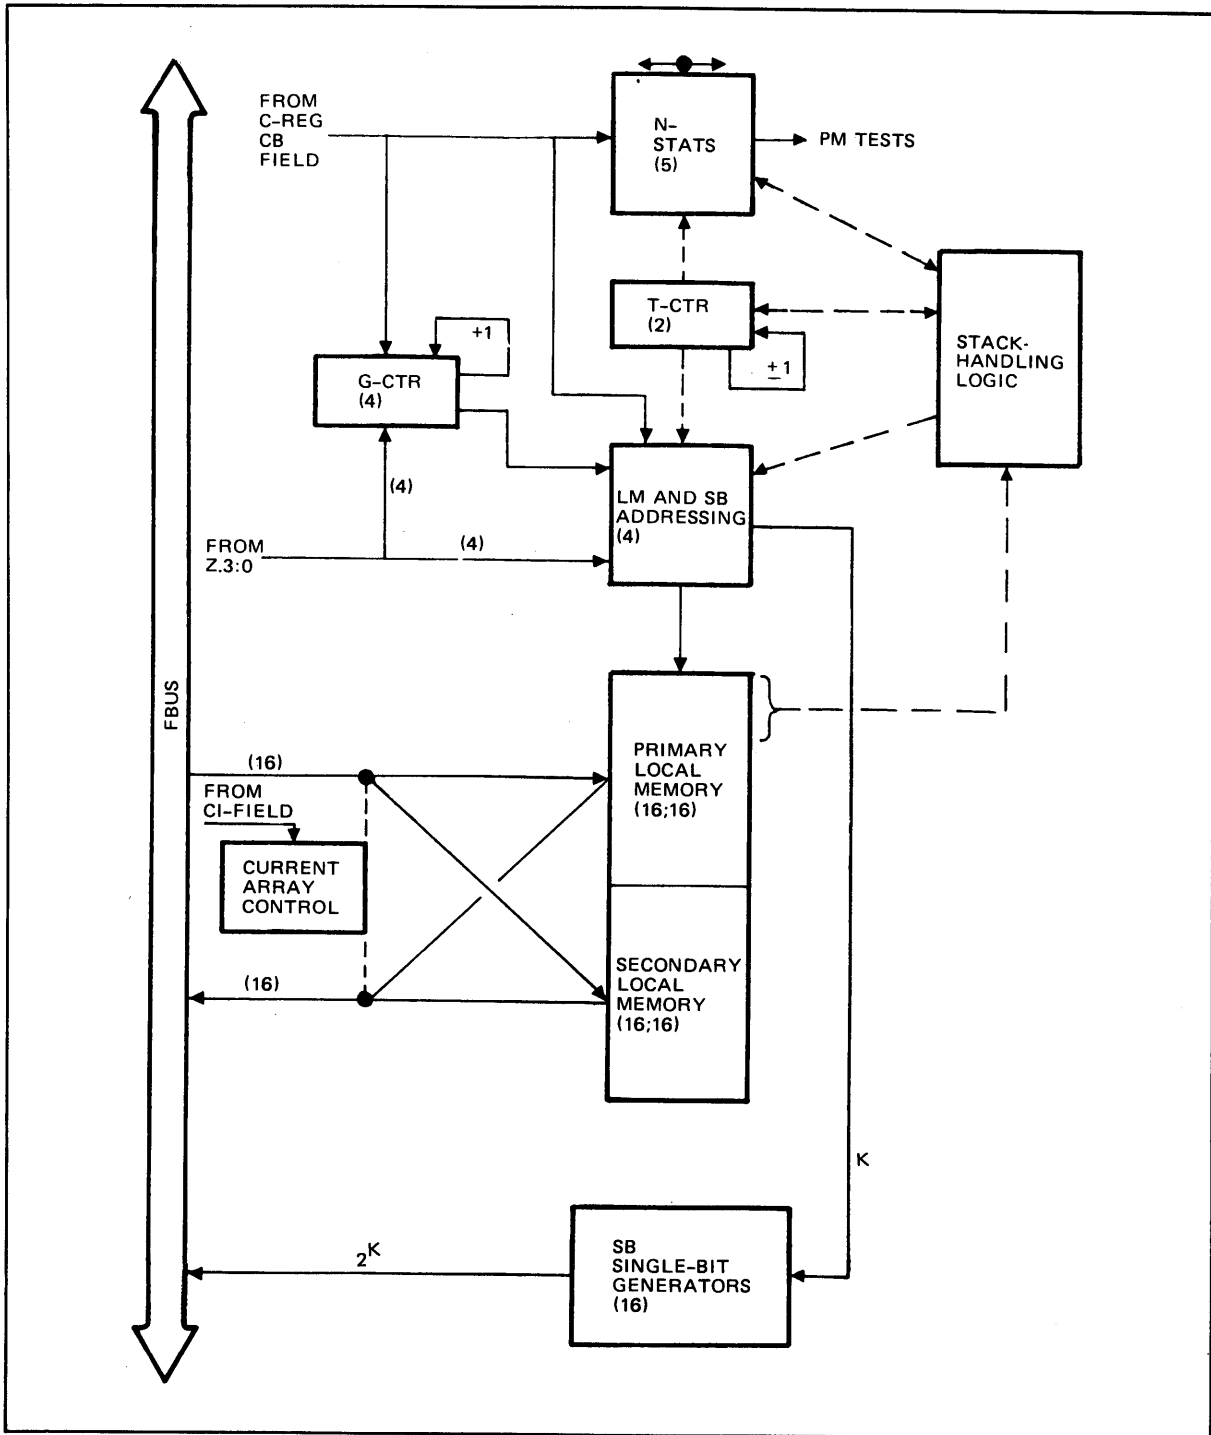 FROM
C-REG
CB
FIELD
N-
STATS
(5)
PM TESTS
T-CTR
(2)
+1
±1
STACK-
HANDLING
LOGIC
G-CTR
(4)
(4)
LM AND SB
ADDRESSING
(4)
FROM
Z.3:0
(4)
FBUS
PRIMARY
LOCAL
MEMORY
(16;16)
(16)
FROM
CI-FIELD
CURRENT
ARRAY
CONTROL
SECONDARY
LOCAL
MEMORY
(16;16)
(16)
K
SB
SINGLE-BIT
GENERATORS
(16)
2^K